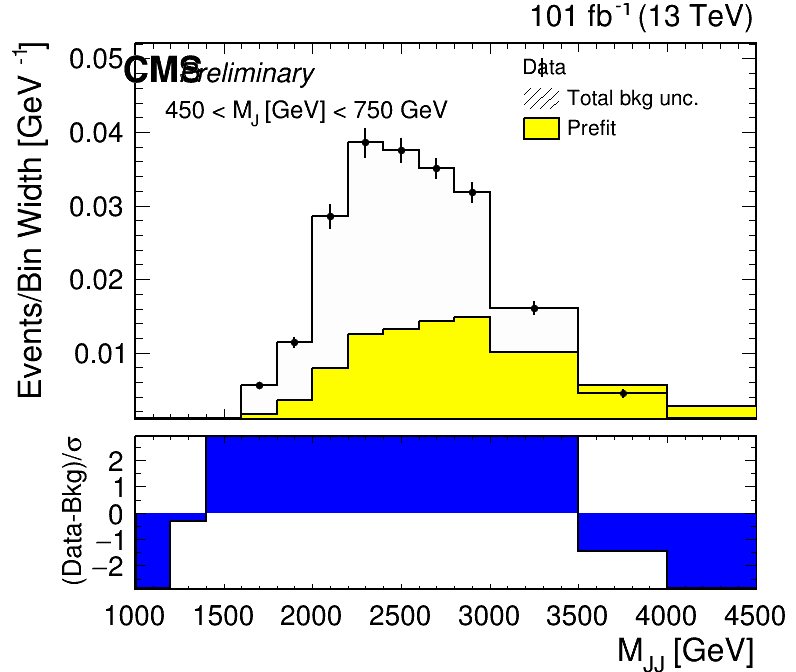 101 fb⁻¹ (13 TeV)
CMS Preliminary
450 < M_J [GeV] < 750 GeV
Data
Total bkg unc.
Prefit
Events/Bin Width [GeV⁻¹]
0.05
0.04
0.03
0.02
0.01
(Data-Bkg)/σ
2
1
0
−1
−2
1000 1500 2000 2500 3000 3500 4000 4500
M_JJ [GeV]